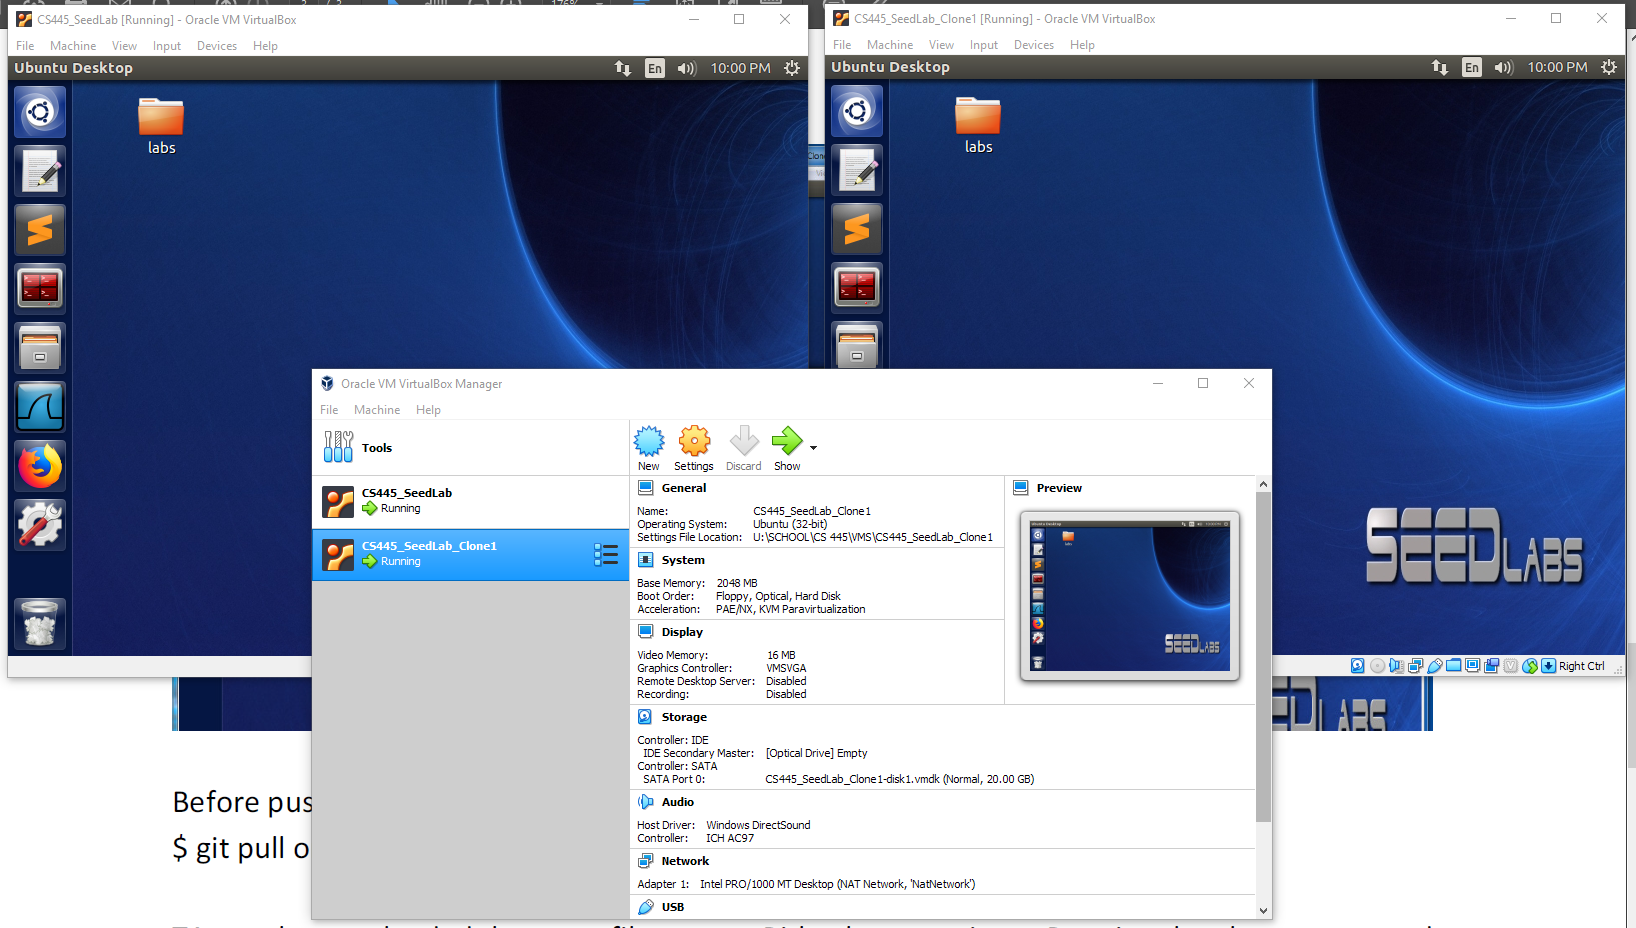 CS445_SeedLab [Running] - Oracle VM VirtualBox
File Machine View Input Devices Help
Ubuntu Desktop
En
10:00 PM
labs
CS445_SeedLab_Clone1 [Running] - Oracle VM VirtualBox
File Machine View Input Devices Help
Ubuntu Desktop
En
10:00 PM
labs
SEEDLABS
Right Ctrl
Oracle VM VirtualBox Manager
File Machine Help
Tools
New Settings Discard Show
CS445_SeedLab
Running
CS445_SeedLab_Clone1
Running
General
Name: CS445_SeedLab_Clone1
Operating System: Ubuntu (32-bit)
Settings File Location: U:\SCHOOL\CS 445\VMS\CS445_SeedLab_Clone1
System
Base Memory: 2048 MB
Boot Order: Floppy, Optical, Hard Disk
Acceleration: PAE/NX, KVM Paravirtualization
Display
Video Memory: 16 MB
Graphics Controller: VMSVGA
Remote Desktop Server: Disabled
Recording: Disabled
Preview
SEEDLABS
Storage
Controller: IDE
IDE Secondary Master: [Optical Drive] Empty
Controller: SATA
SATA Port 0: CS445_SeedLab_Clone1-disk1.vmdk (Normal, 20.00 GB)
Audio
Host Driver: Windows DirectSound
Controller: ICH AC97
Network
Adapter 1: Intel PRO/1000 MT Desktop (NAT Network, 'NatNetwork')
USB
Before pus
$ git pull o